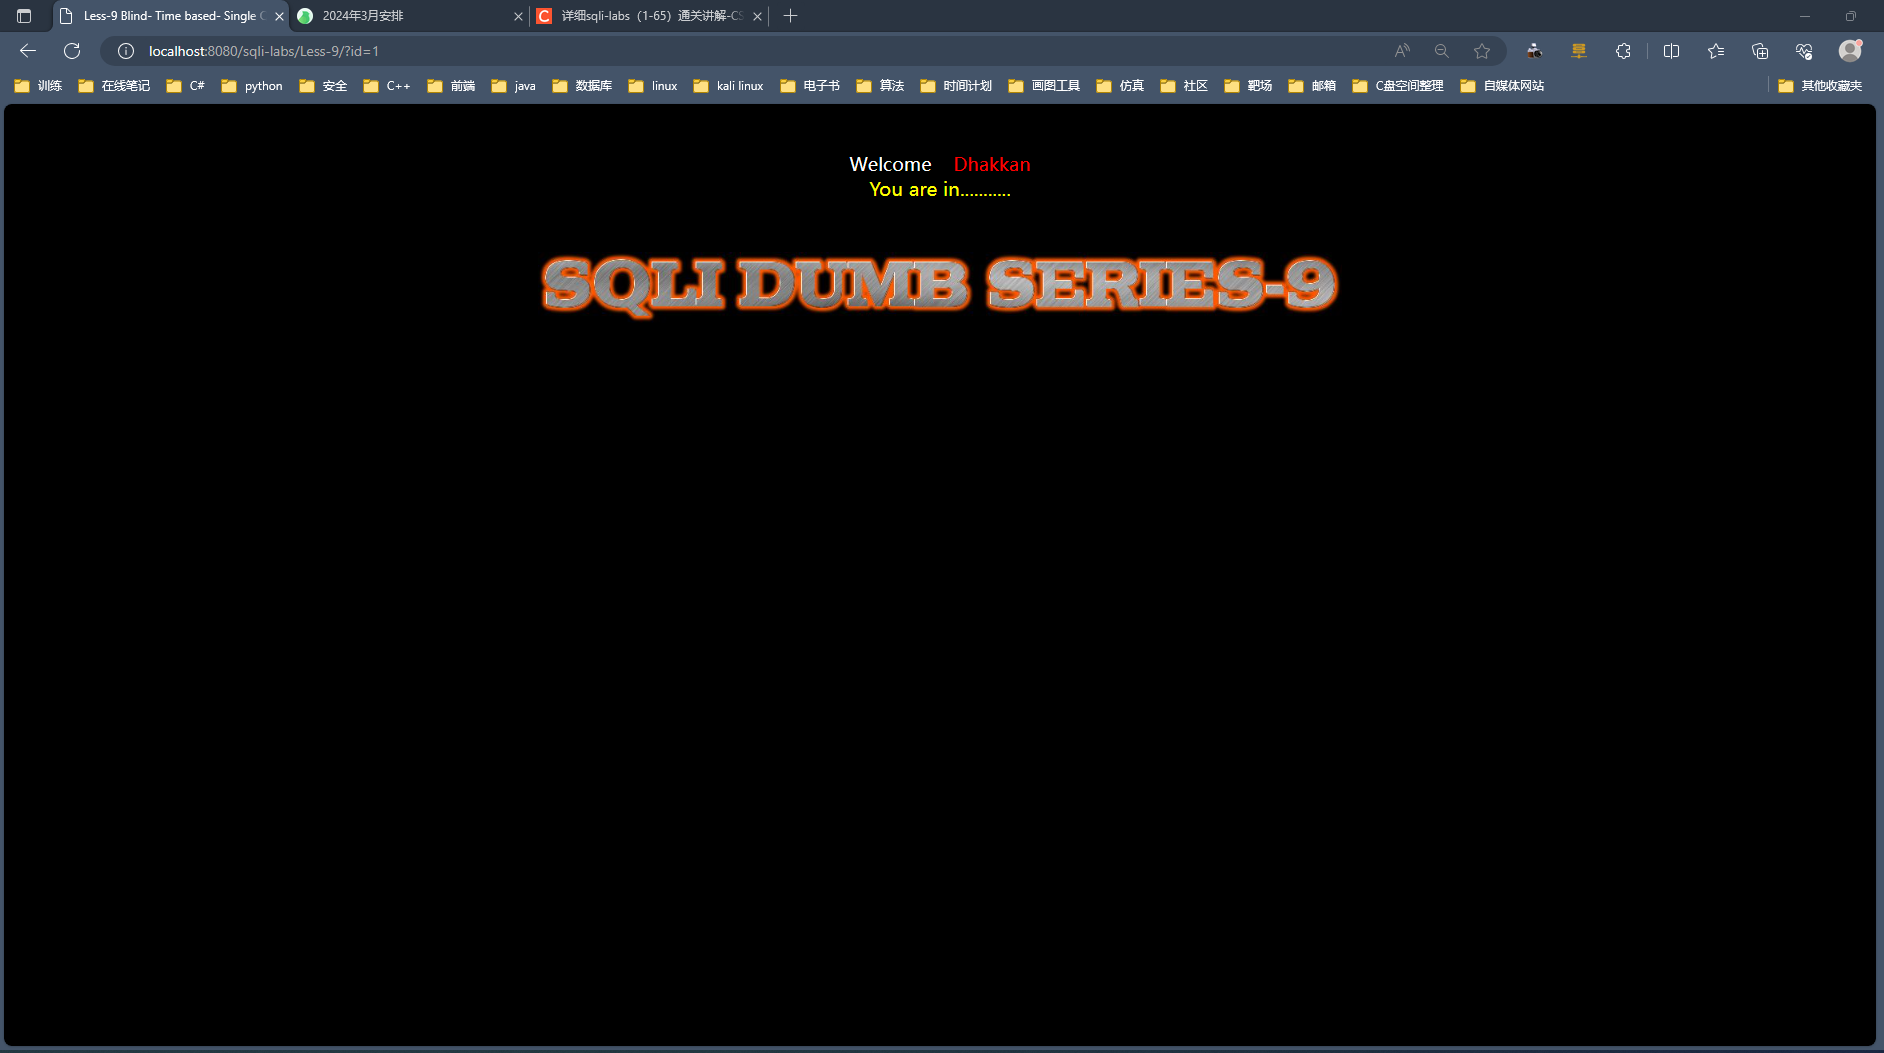 Less-9 Blind- Time based- Single
2024年3月安排
详细sqli-labs（1-65）通关讲解-CS
localhost:8080/sqli-labs/Less-9/?id=1
训练 在线笔记 C# python 安全 C++ 前端 java 数据库 linux kali linux 电子书 算法 时间计划 画图工具 仿真 社区 靶场 邮箱 C盘空间整理 自媒体网站 其他收藏夹
Welcome Dhakkan
You are in...........
SQLI DUMB SERIES-9